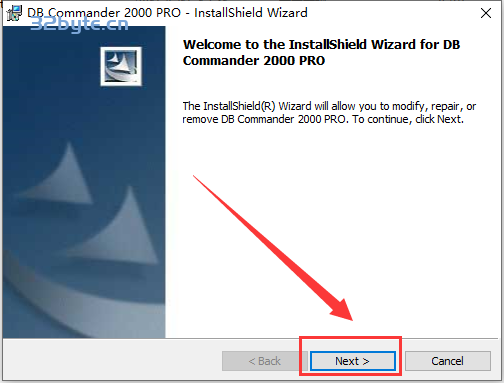 DB Commander 2000 PRO - InstallShield Wizard
32byte.cn
Welcome to the InstallShield Wizard for DB
Commander 2000 PRO
The InstallShield(R) Wizard will allow you to modify, repair, or
remove DB Commander 2000 PRO. To continue, click Next.
< Back
Next >
Cancel